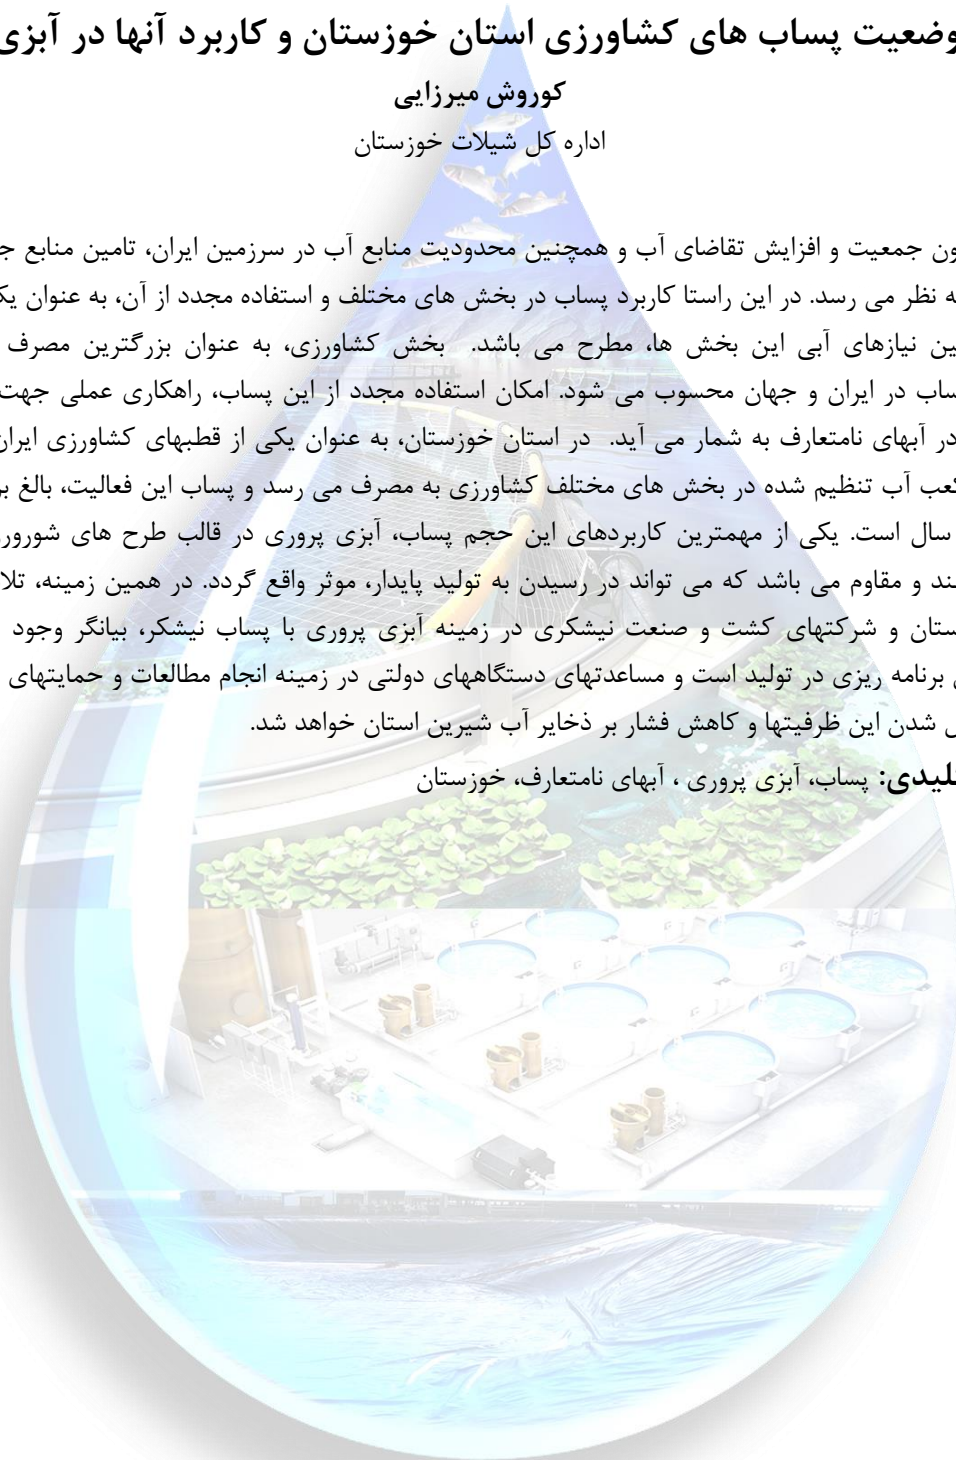 وضعیت پساب های کشاورزی استان خوزستان و کاربرد آنها در آبزی
کوروش میرزایی
اداره کل شیلات خوزستان
ون جمعیت و افزایش تقاضای آب و همچنین محدودیت منابع آب در سرزمین ایران، تامین منابع ج
ه نظر می رسد. در این راستا کاربرد پساب در بخش های مختلف و استفاده مجدد از آن، به عنوان یک
ین نیازهای آبی این بخش ها، مطرح می باشد. بخش کشاورزی، به عنوان بزرگترین مصرف
ساب در ایران و جهان محسوب می شود. امکان استفاده مجدد از این پساب، راهکاری عملی جهت
در آبهای نامتعارف به شمار می آید. در استان خوزستان، به عنوان یکی از قطبهای کشاورزی ایران
کعب آب تنظیم شده در بخش های مختلف کشاورزی به مصرف می رسد و پساب این فعالیت، بالغ بر
سال است. یکی از مهمترین کاربردهای این حجم پساب، آبزی پروری در قالب طرح های شورور
ند و مقاوم می باشد که می تواند در رسیدن به تولید پایدار، موثر واقع گردد. در همین زمینه، تلا
ستان و شرکتهای کشت و صنعت نیشکری در زمینه آبزی پروری با پساب نیشکر، بیانگر وجود
ی برنامه ریزی در تولید است و مساعدتهای دستگاههای دولتی در زمینه انجام مطالعات و حمایتهای
ل شدن این ظرفیتها و کاهش فشار بر ذخایر آب شیرین استان خواهد شد.
کلیدی: پساب، آبزی پروری ، آبهای نامتعارف، خوزستان